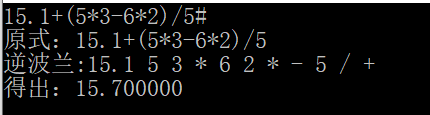 15.1+(5*3-6*2)/5#
原式：15.1+(5*3-6*2)/5
逆波兰:15.1 5 3 * 6 2 * - 5 / +
得出：15.700000